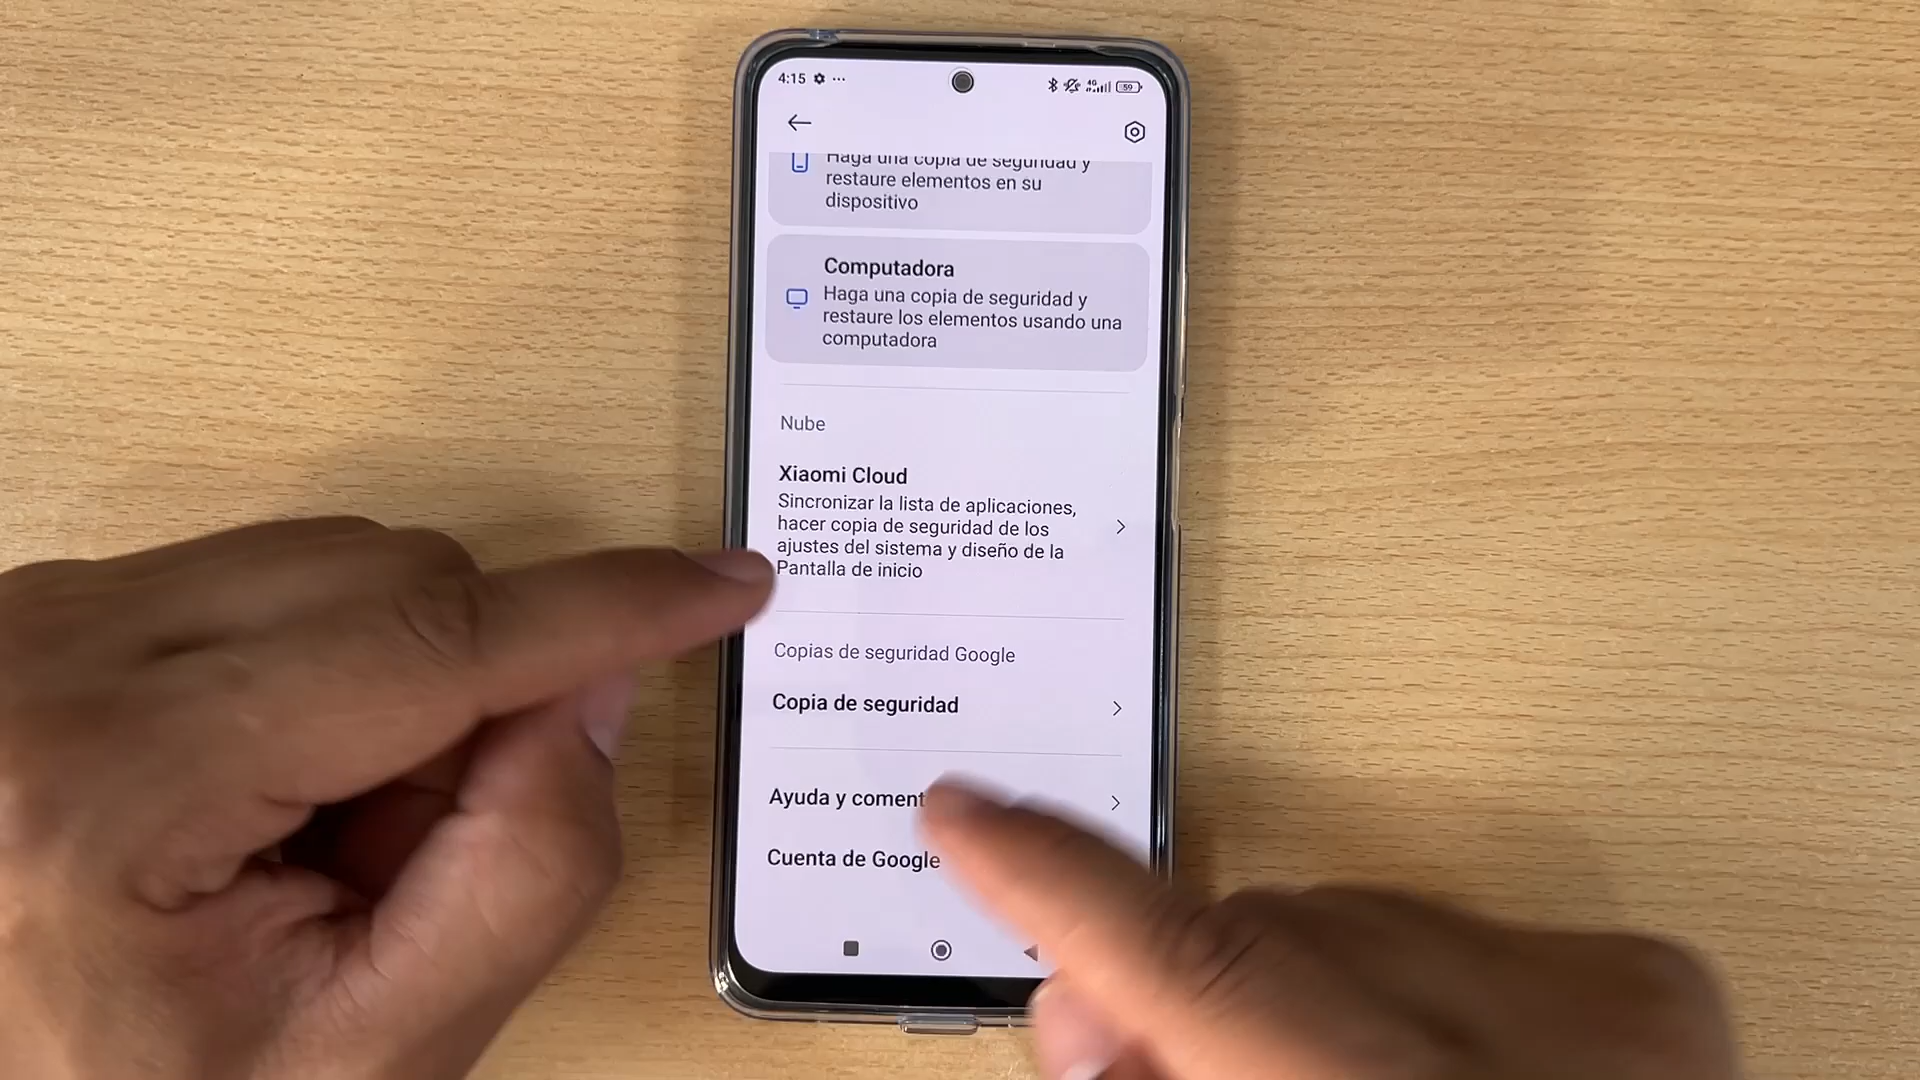 4:15
4G
59
Haga una copia de seguridad y
restaure elementos en su
dispositivo
Computadora
Haga una copia de seguridad y
restaure los elementos usando una
computadora
Nube
Xiaomi Cloud
Sincronizar la lista de aplicaciones,
hacer copia de seguridad de los
ajustes del sistema y diseño de la
Pantalla de inicio
Copias de seguridad Google
Copia de seguridad
Ayuda y coment
Cuenta de Google